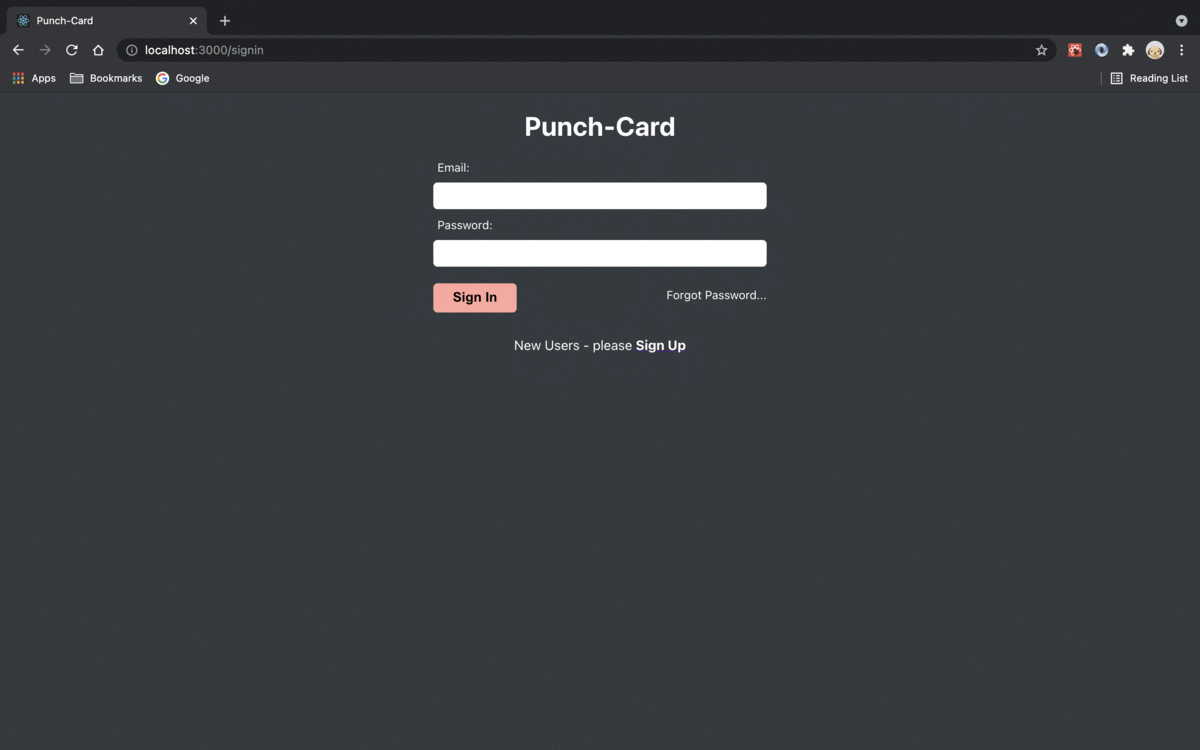 Punch-Card
localhost:3000/signin
Apps Bookmarks Google Reading List
Punch-Card
Email:
Password:
Sign In Forgot Password...
New Users - please Sign Up